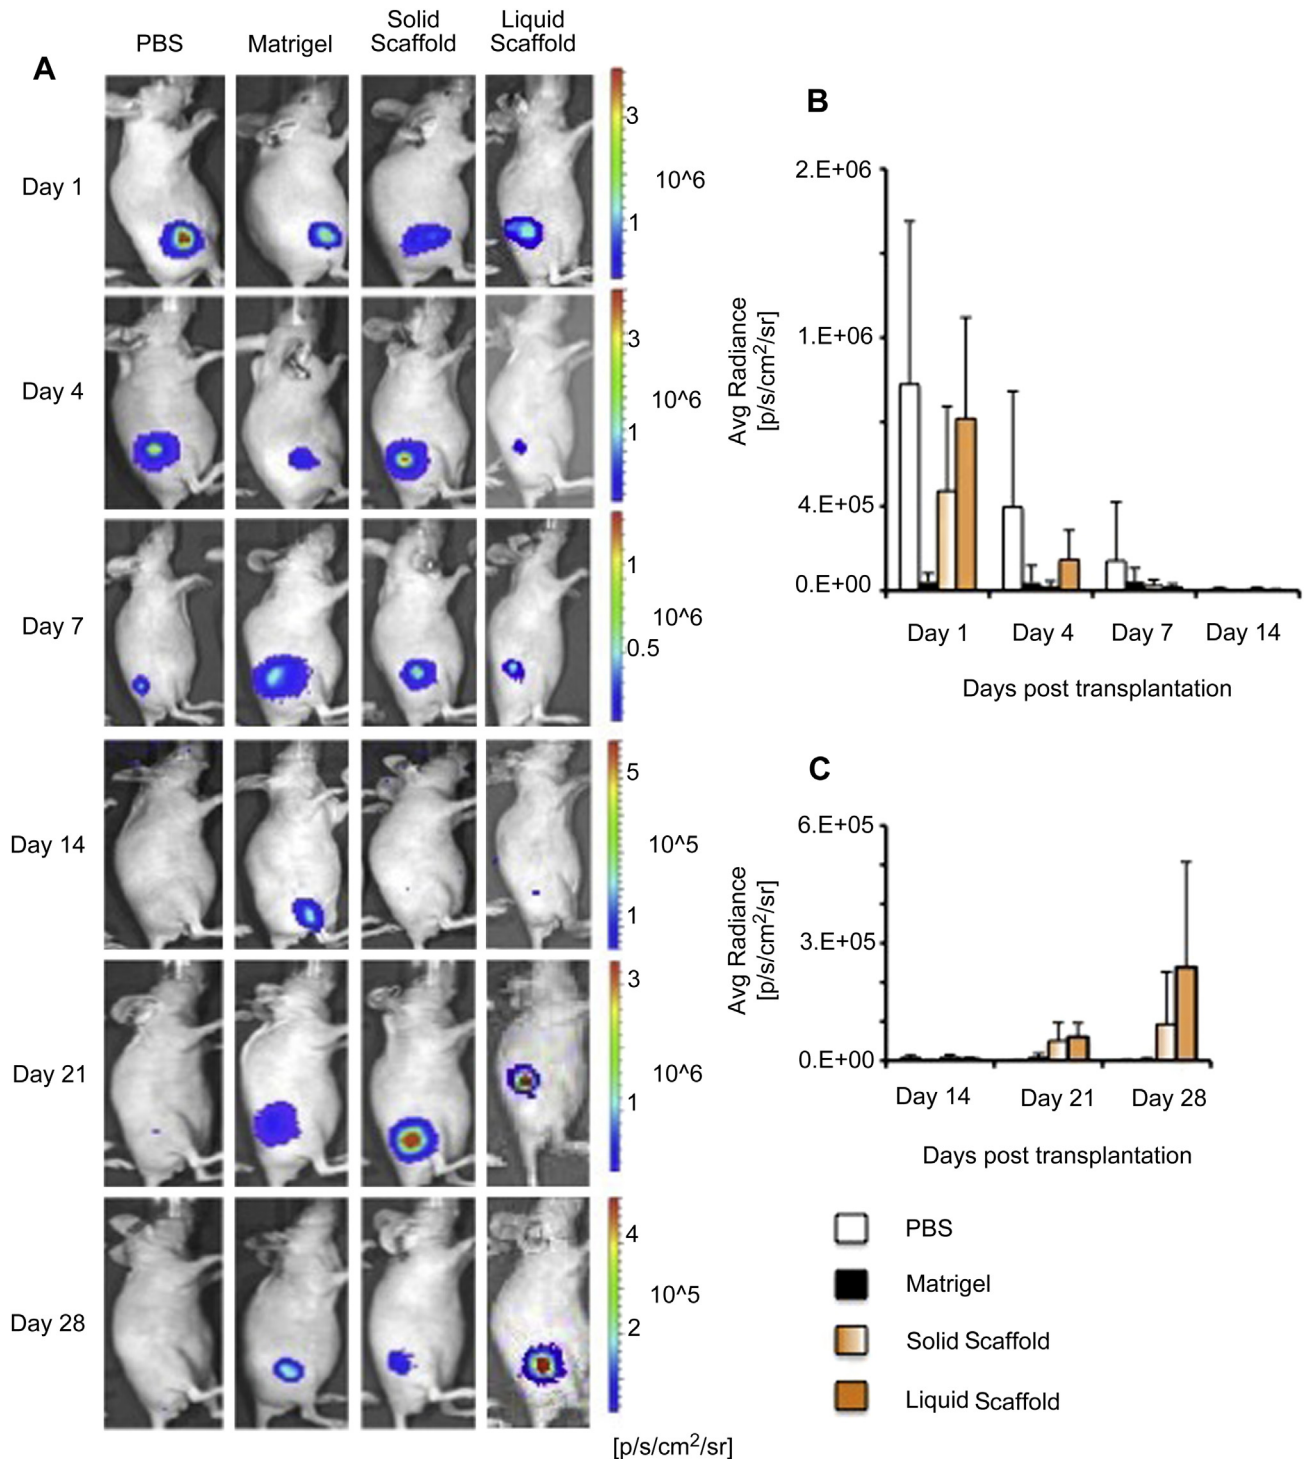 PBS
Matrigel
Solid
Scaffold
Liquid
Scaffold
A
Day 1
3
1
10^6
Day 4
3
1
10^6
Day 7
1
0.5
10^6
Day 14
5
1
10^5
Day 21
3
1
10^6
Day 28
4
2
10^5
[p/s/cm²/sr]
B
Avg Radiance
[p/s/cm²/sr]
2.E+06
1.E+06
4.E+05
0.E+00
Day 1 Day 4 Day 7 Day 14
Days post transplantation
C
Avg Radiance
[p/s/cm²/sr]
6.E+05
3.E+05
0.E+00
Day 14 Day 21 Day 28
Days post transplantation
PBS
Matrigel
Solid Scaffold
Liquid Scaffold